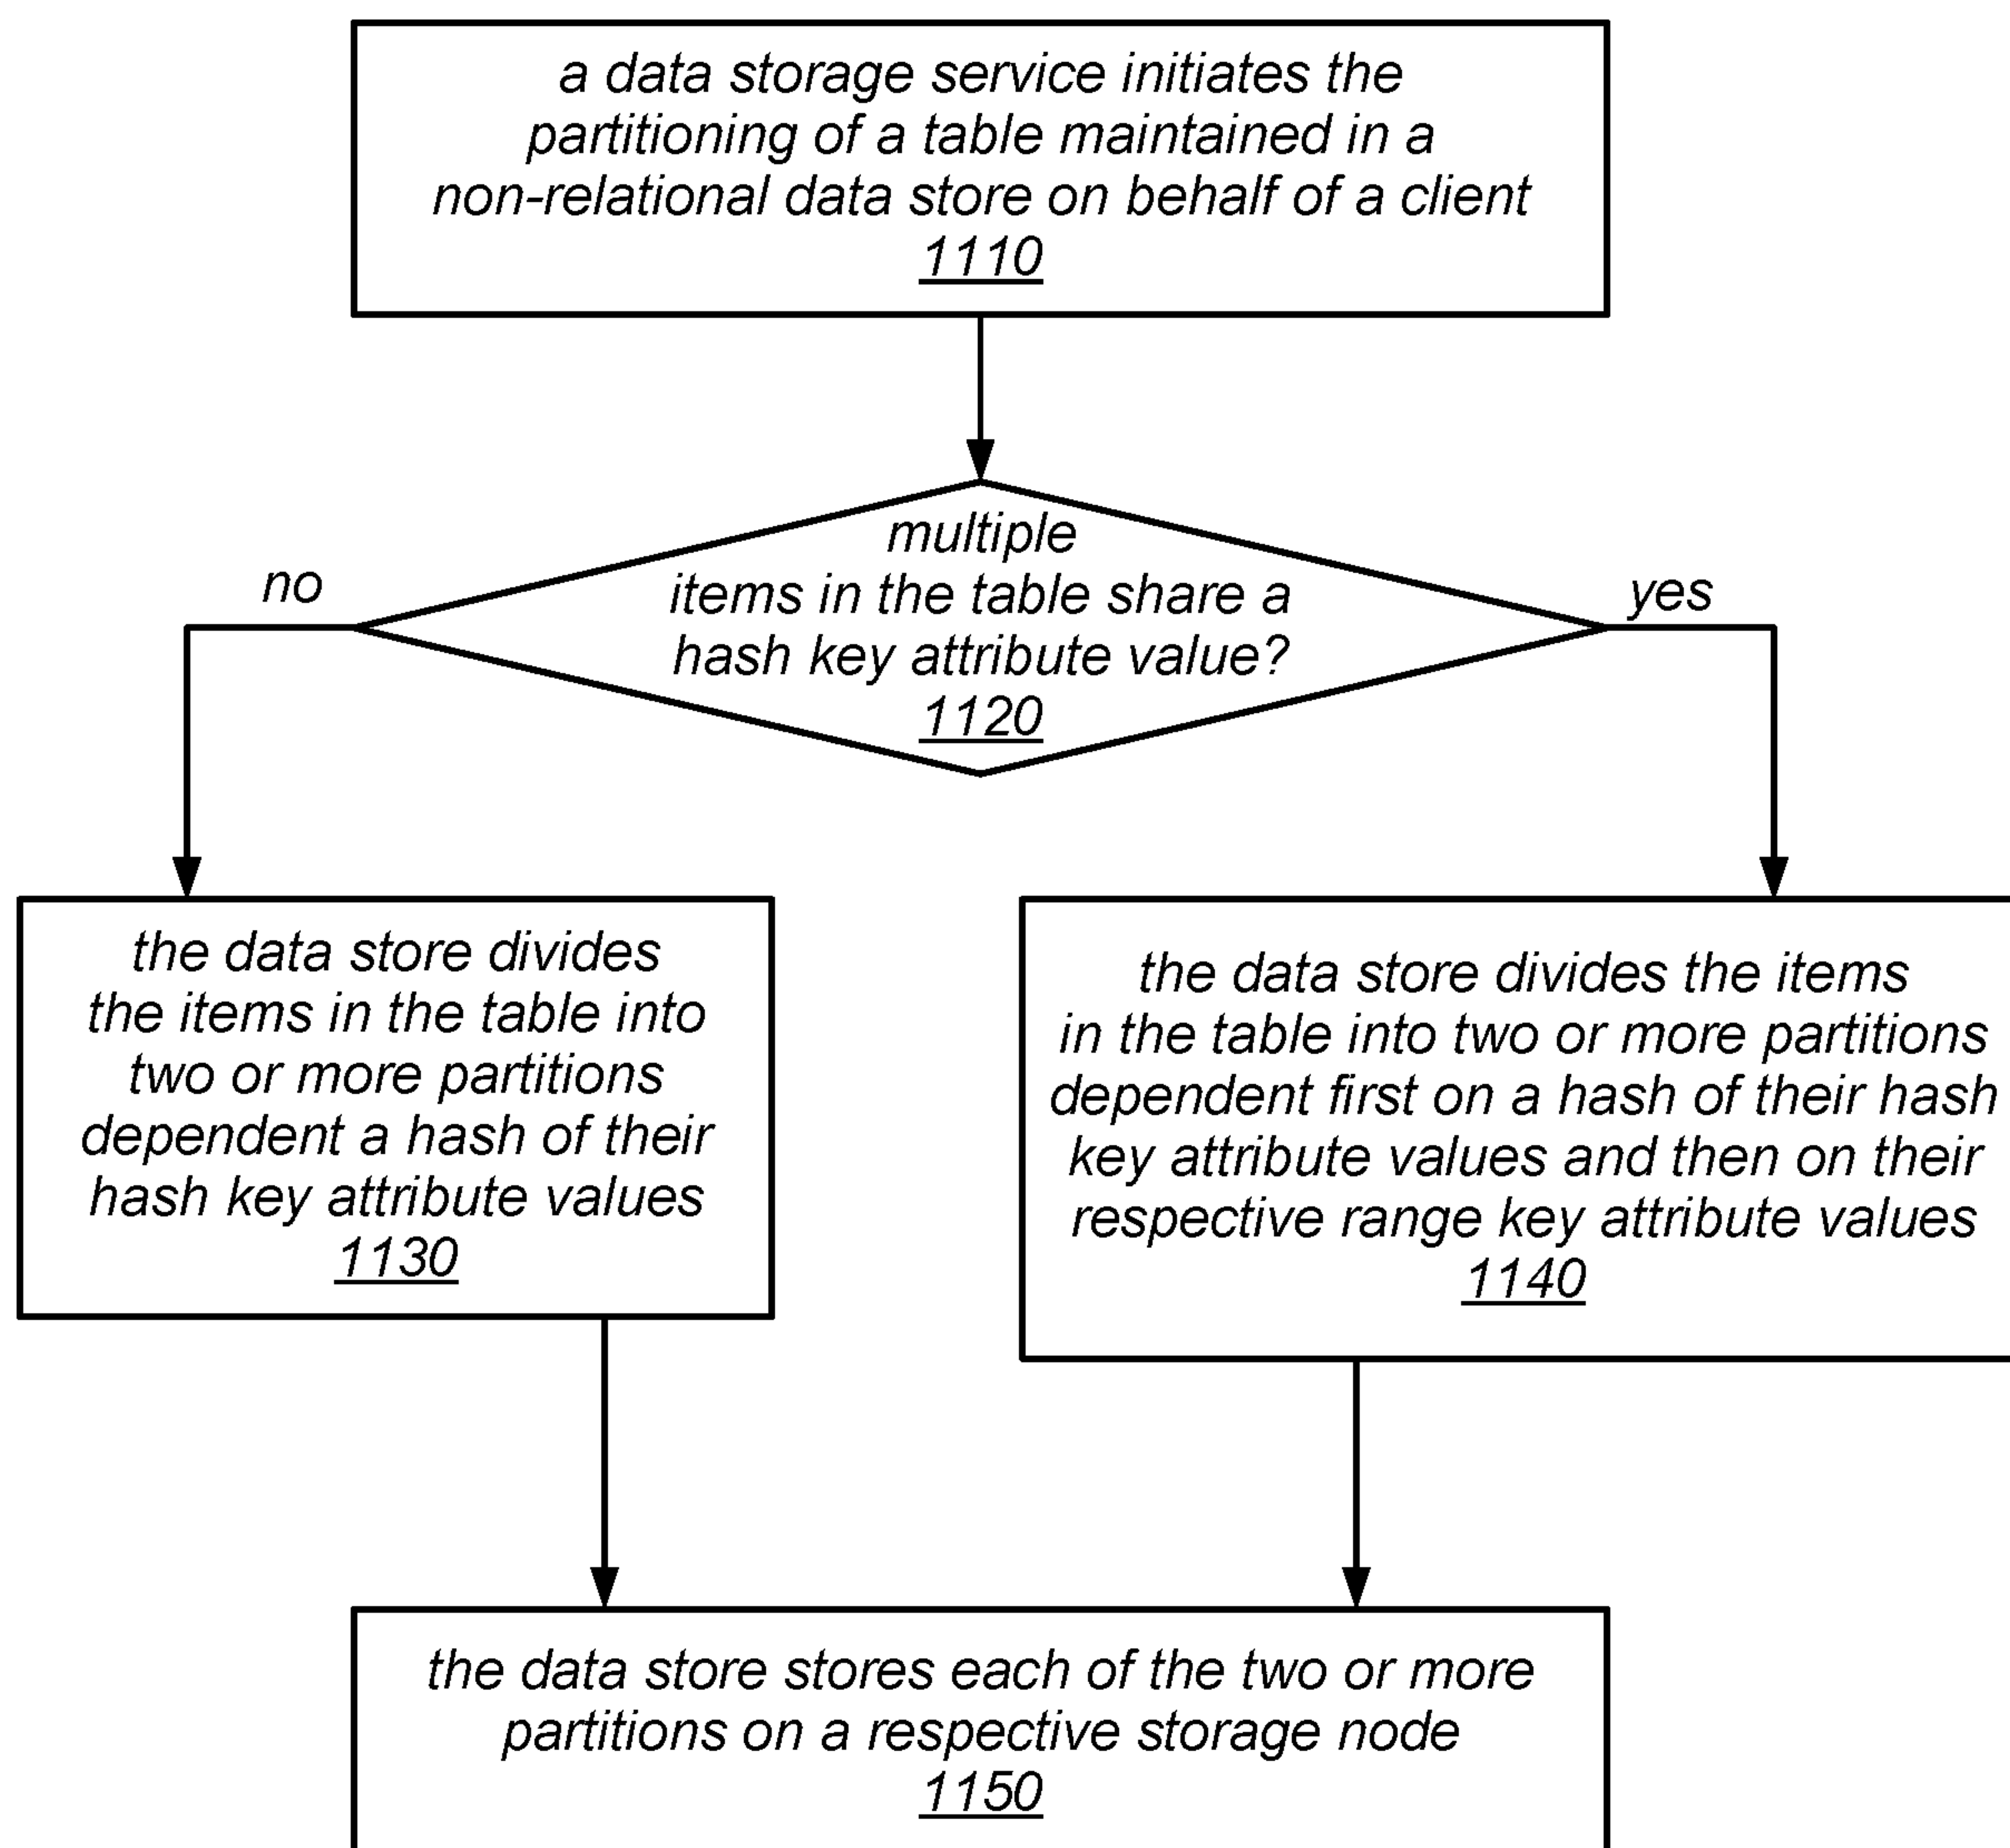 a data storage service initiates the
partitioning of a table maintained in a
non-relational data store on behalf of a client
1110
multiple
items in the table share a
hash key attribute value?
1120
no
yes
the data store divides
the items in the table into
two or more partitions
dependent a hash of their
hash key attribute values
1130
the data store divides the items
in the table into two or more partitions
dependent first on a hash of their hash
key attribute values and then on their
respective range key attribute values
1140
the data store stores each of the two or more
partitions on a respective storage node
1150